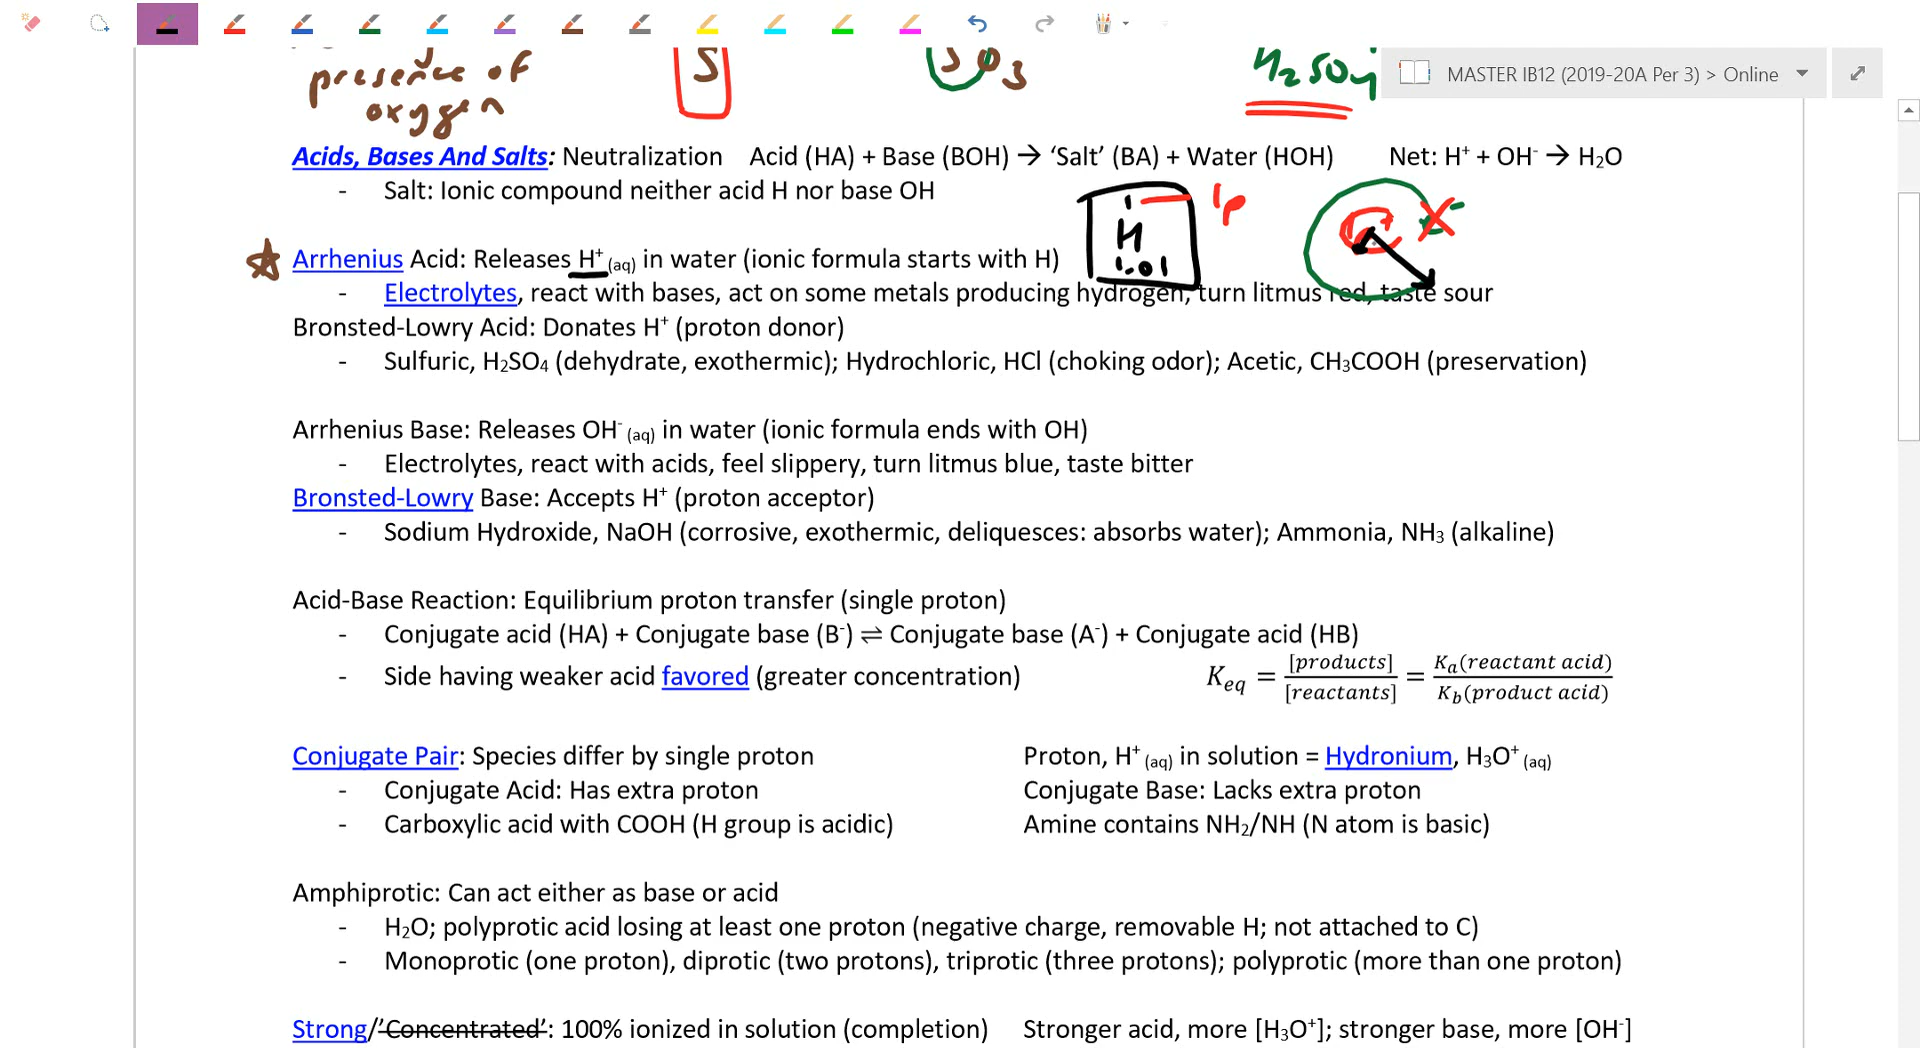 presence of
oxygen
S
SO3
H2SO4
MASTER IB12 (2019-20A Per 3) > Online
Acids, Bases And Salts: Neutralization Acid (HA) + Base (BOH) → ‘Salt’ (BA) + Water (HOH) Net: H⁺ + OH⁻ → H₂O
- Salt: Ionic compound neither acid H nor base OH
1
H
1.01
1p
Arrhenius Acid: Releases H⁺ (aq) in water (ionic formula starts with H)
- Electrolytes, react with bases, act on some metals producing hydrogen, turn litmus red, taste sour
Bronsted-Lowry Acid: Donates H⁺ (proton donor)
- Sulfuric, H₂SO₄ (dehydrate, exothermic); Hydrochloric, HCl (choking odor); Acetic, CH₃COOH (preservation)
Arrhenius Base: Releases OH⁻ (aq) in water (ionic formula ends with OH)
- Electrolytes, react with acids, feel slippery, turn litmus blue, taste bitter
Bronsted-Lowry Base: Accepts H⁺ (proton acceptor)
- Sodium Hydroxide, NaOH (corrosive, exothermic, deliquesces: absorbs water); Ammonia, NH₃ (alkaline)
Acid-Base Reaction: Equilibrium proton transfer (single proton)
- Conjugate acid (HA) + Conjugate base (B⁻) ⇌ Conjugate base (A⁻) + Conjugate acid (HB)
- Side having weaker acid favored (greater concentration) K_eq = [products]/[reactants] = K_a(reactant acid)/K_b(product acid)
Conjugate Pair: Species differ by single proton Proton, H⁺ (aq) in solution = Hydronium, H₃O⁺ (aq)
- Conjugate Acid: Has extra proton Conjugate Base: Lacks extra proton
- Carboxylic acid with COOH (H group is acidic) Amine contains NH₂/NH (N atom is basic)
Amphiprotic: Can act either as base or acid
- H₂O; polyprotic acid losing at least one proton (negative charge, removable H; not attached to C)
- Monoprotic (one proton), diprotic (two protons), triprotic (three protons); polyprotic (more than one proton)
Strong/’Concentrated’: 100% ionized in solution (completion) Stronger acid, more [H₃O⁺]; stronger base, more [OH⁻]